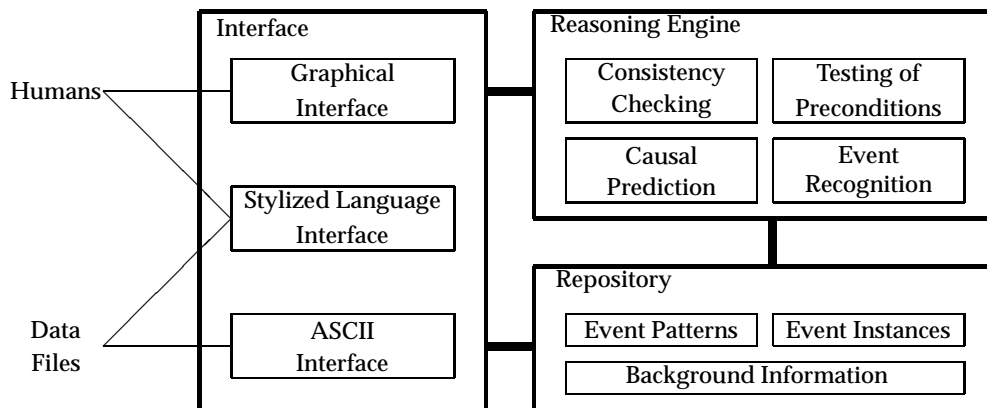 Humans
Data
Files
Interface
Graphical
Interface
Stylized Language
Interface
ASCII
Interface
Reasoning Engine
Consistency
Checking
Testing of
Preconditions
Causal
Prediction
Event
Recognition
Repository
Event Patterns
Event Instances
Background Information